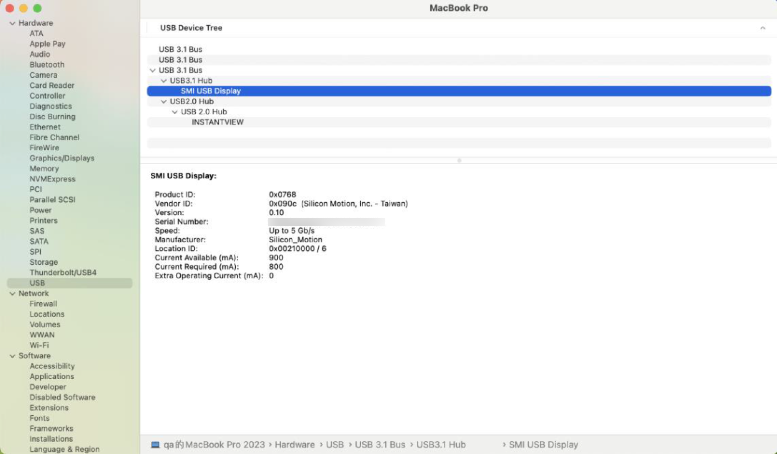 MacBook Pro
Hardware
ATA
Apple Pay
Audio
Bluetooth
Camera
Card Reader
Controller
Diagnostics
Disc Burning
Ethernet
Fibre Channel
FireWire
Graphics/Displays
Memory
NVMExpress
PCI
Parallel SCSI
Power
Printers
SAS
SATA
SPI
Storage
Thunderbolt/USB4
USB
Network
Firewall
Locations
Volumes
WWAN
Wi-Fi
Software
Accessibility
Applications
Developer
Disabled Software
Extensions
Fonts
Frameworks
Installations
Language & Region
USB Device Tree
USB 3.1 Bus
USB 3.1 Bus
USB 3.1 Bus
USB3.1 Hub
SMI USB Display
USB2.0 Hub
USB 2.0 Hub
INSTANTVIEW
SMI USB Display:
Product ID: 0x0768
Vendor ID: 0x090c (Silicon Motion, Inc. - Taiwan)
Version: 0.10
Serial Number:
Speed: Up to 5 Gb/s
Manufacturer: Silicon_Motion
Location ID: 0x00210000 / 6
Current Available (mA): 900
Current Required (mA): 800
Extra Operating Current (mA): 0
qa的MacBook Pro 2023 › Hardware › USB › USB 3.1 Bus › USB3.1 Hub › SMI USB Display